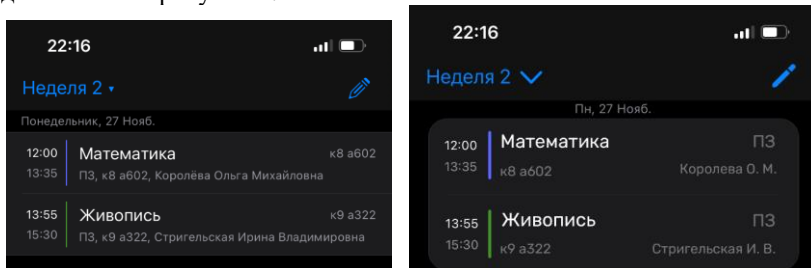 22:16
Неделя 2
Понедельник, 27 Нояб.
12:00 Математика к8 а602
13:35 ПЗ, к8 а602, Королёва Ольга Михайловна
13:55 Живопись к9 а322
15:30 ПЗ, к9 а322, Стригельская Ирина Владимировна
22:16
Неделя 2
Пн, 27 Нояб.
12:00 Математика ПЗ
13:35 к8 а602 Королева О. М.
13:55 Живопись ПЗ
15:30 к9 а322 Стригельская И. В.